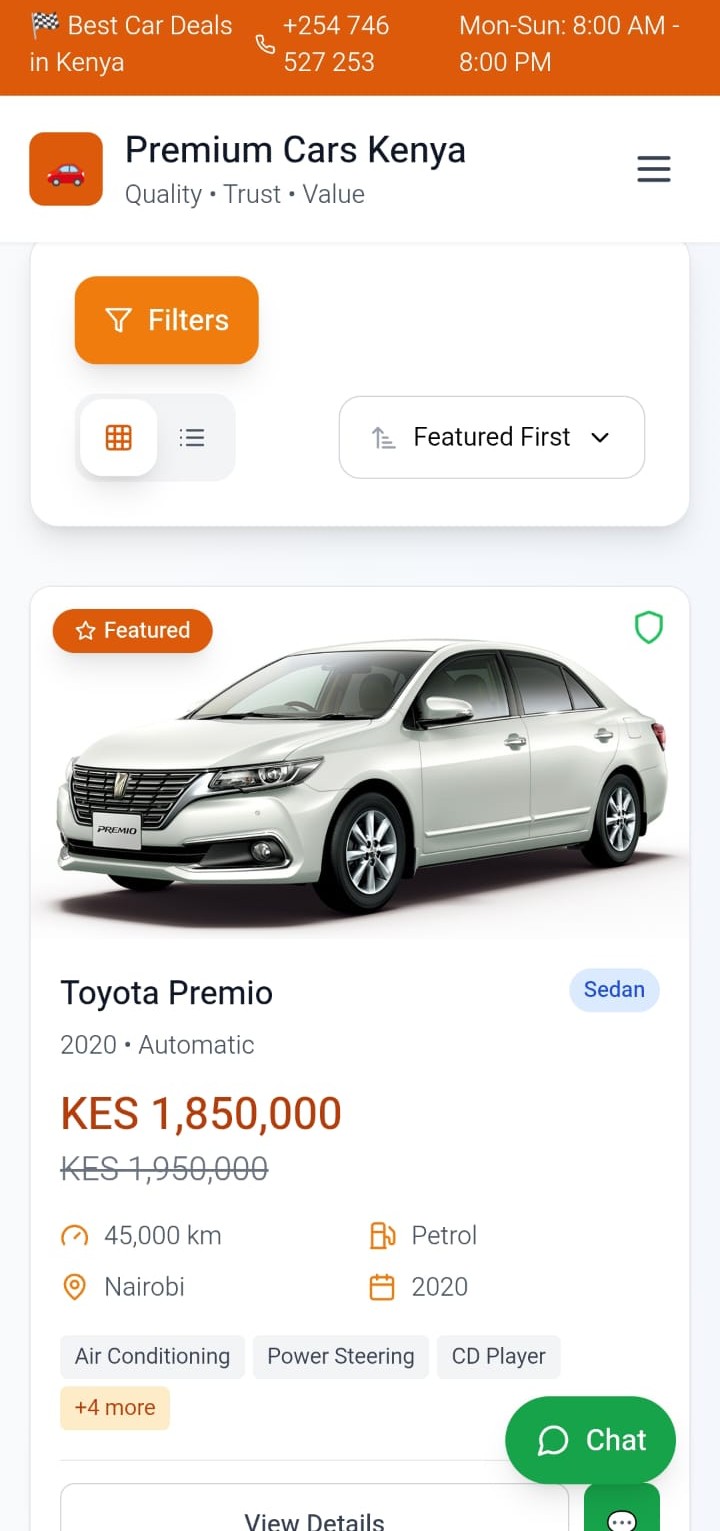 🏁 Best Car Deals
in Kenya
+254 746
527 253
Mon-Sun: 8:00 AM -
8:00 PM
Premium Cars Kenya
Quality • Trust • Value
Filters
Featured First
Featured
PREMIO
Toyota Premio
Sedan
2020 • Automatic
KES 1,850,000
KES 1,950,000
45,000 km
Petrol
Nairobi
2020
Air Conditioning
Power Steering
CD Player
+4 more
Chat
View Details